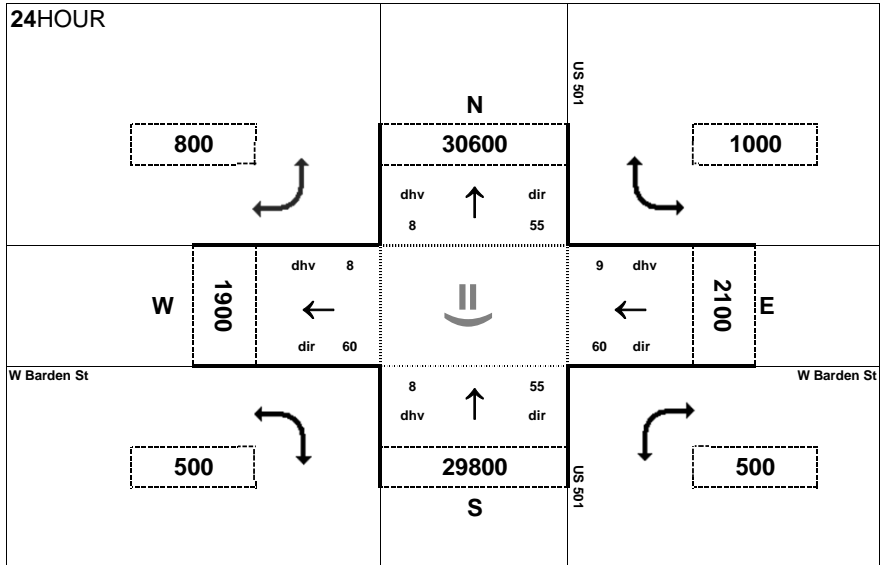 24HOUR
US 501
N
800
30600
1000
dhv
dir
8
55
dhv 8
9 dhv
W
1900
2100
E
dir 60
60 dir
W Barden St
W Barden St
8
55
dhv
dir
500
29800
500
US 501
S